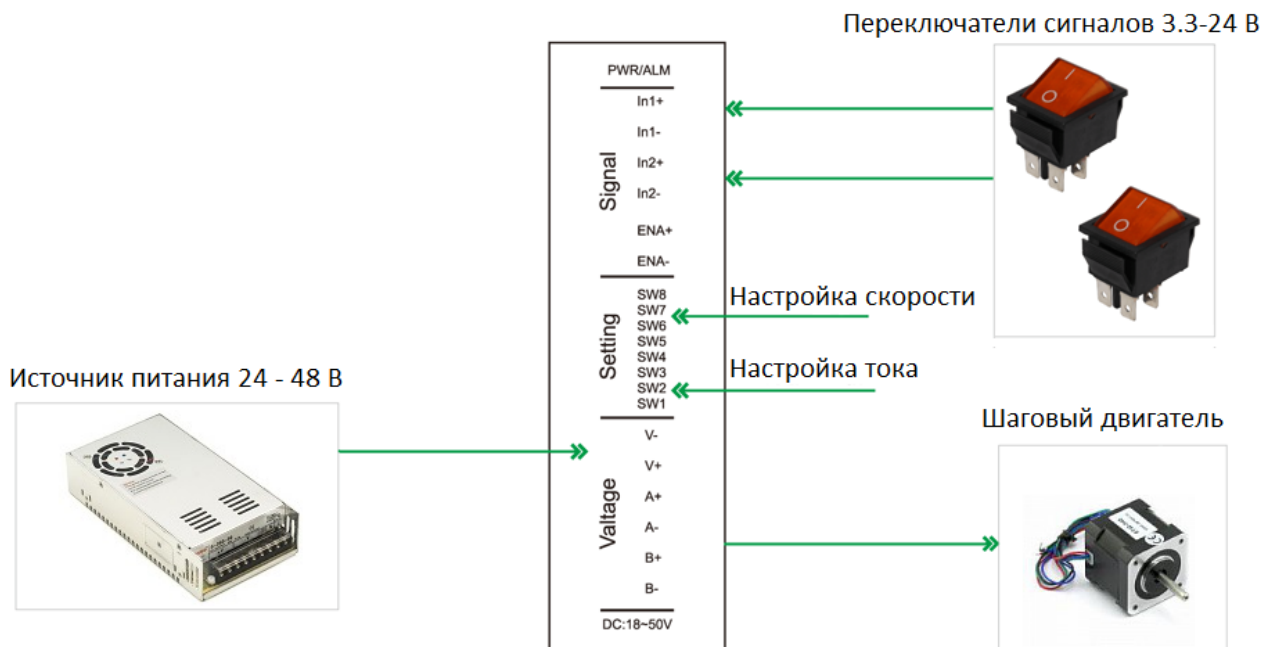 Переключатели сигналов 3.3-24 В
PWR/ALM
Signal
In1+
In1-
In2+
In2-
ENA+
ENA-
Setting
SW8
SW7
SW6
SW5
SW4
SW3
SW2
SW1
Настройка скорости
Настройка тока
Источник питания 24 - 48 В
Шаговый двигатель
Valtage
V-
V+
A+
A-
B+
B-
DC:18~50V